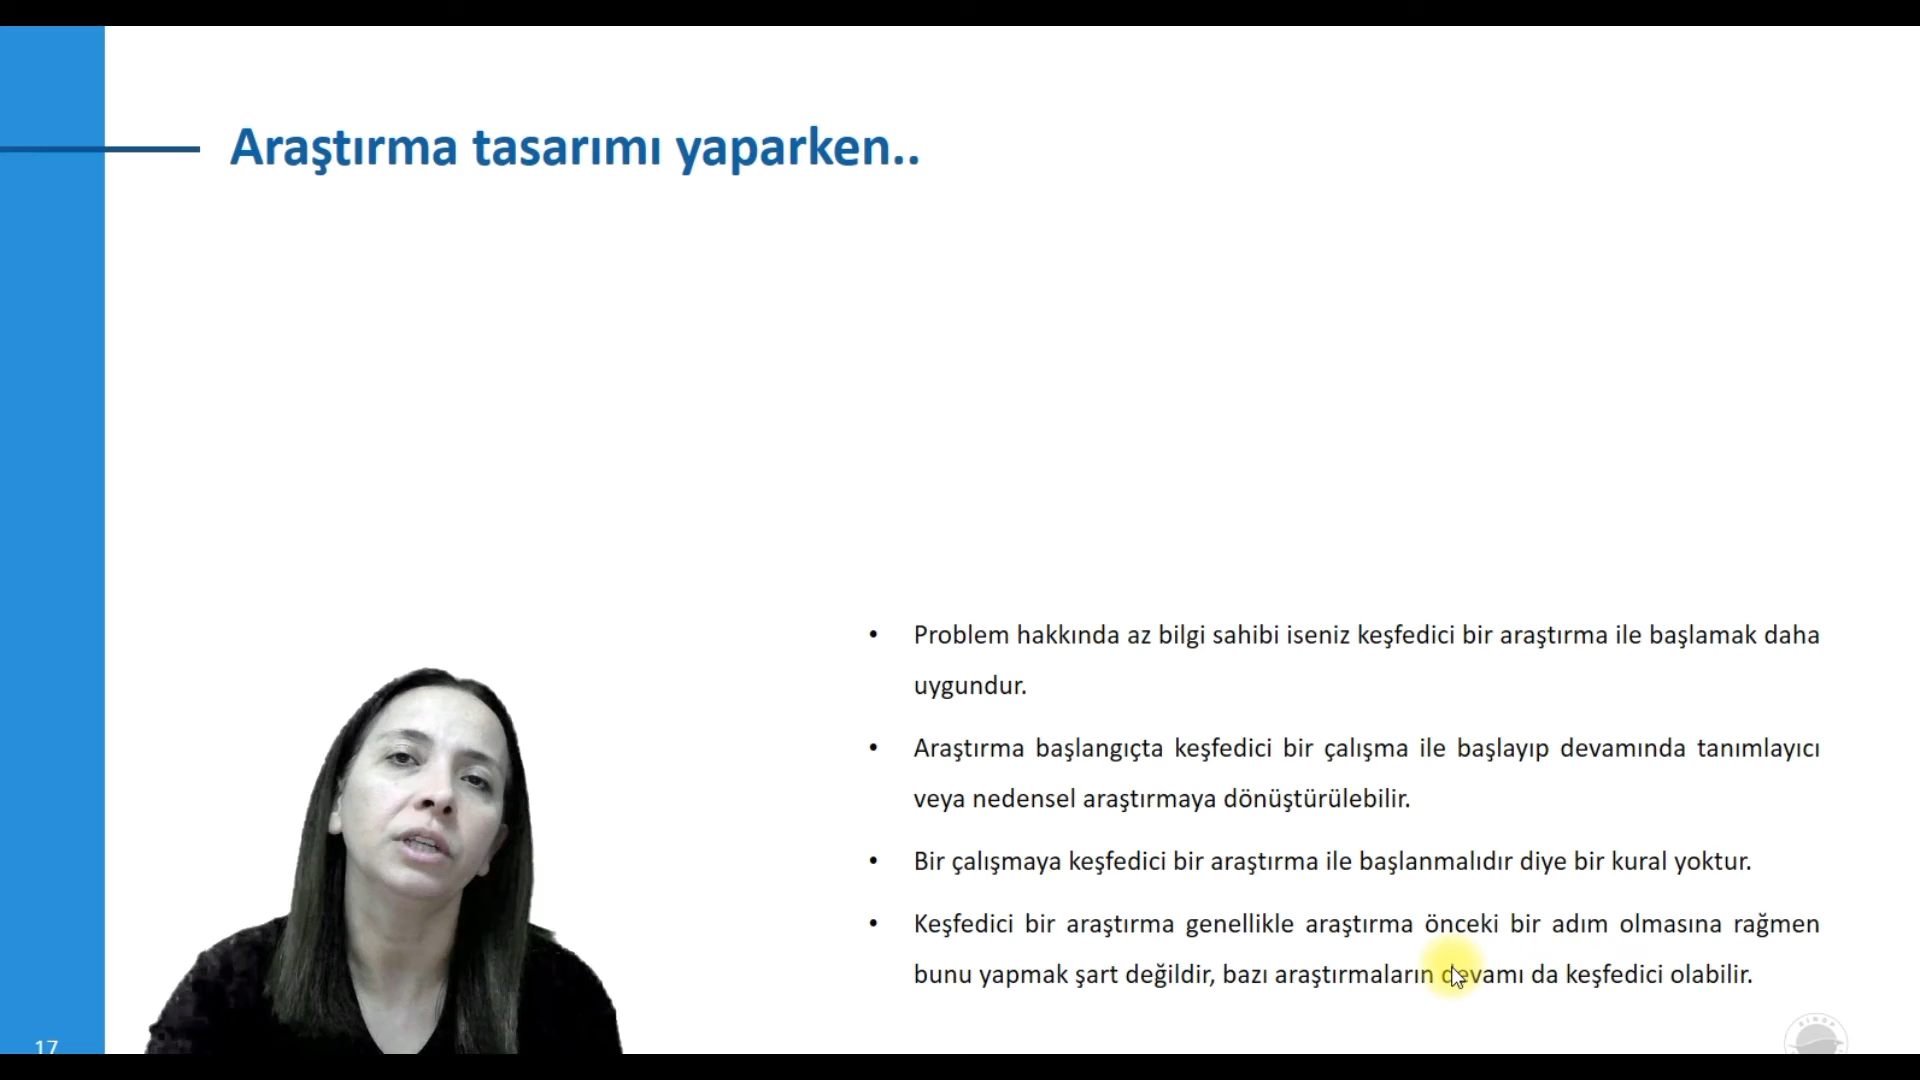 Araştırma tasarımı yaparken..
• Problem hakkında az bilgi sahibi iseniz keşfedici bir araştırma ile başlamak daha
uygundur.
• Araştırma başlangıçta keşfedici bir çalışma ile başlayıp devamında tanımlayıcı
veya nedensel araştırmaya dönüştürülebilir.
• Bir çalışmaya keşfedici bir araştırma ile başlanmalıdır diye bir kural yoktur.
• Keşfedici bir araştırma genellikle araştırma önceki bir adım olmasına rağmen
bunu yapmak şart değildir, bazı araştırmaların devamı da keşfedici olabilir.
17
SINOP